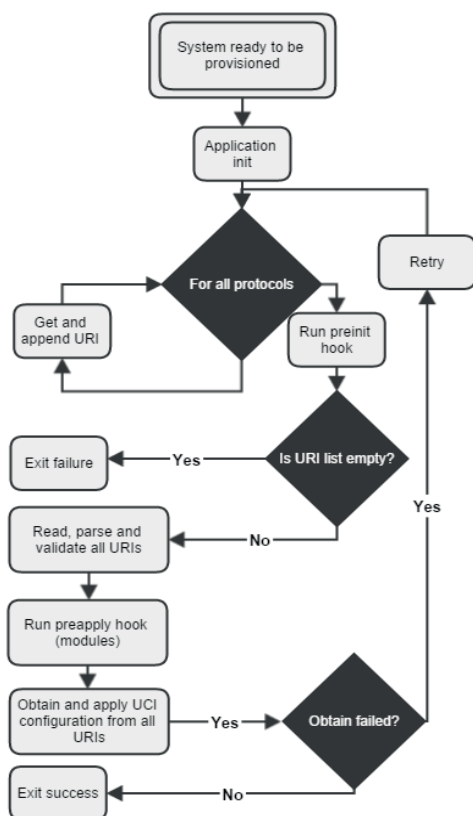 System ready to be
provisioned
Application
init
For all protocols
Retry
Get and
append URI
Run preinit
hook
Is URI list empty?
Yes
Exit failure
Yes
No
Read, parse and
validate all URIs
Run preapply hook
(modules)
Obtain and apply UCI
configuration from all
URIs
Yes
Obtain failed?
No
Exit success